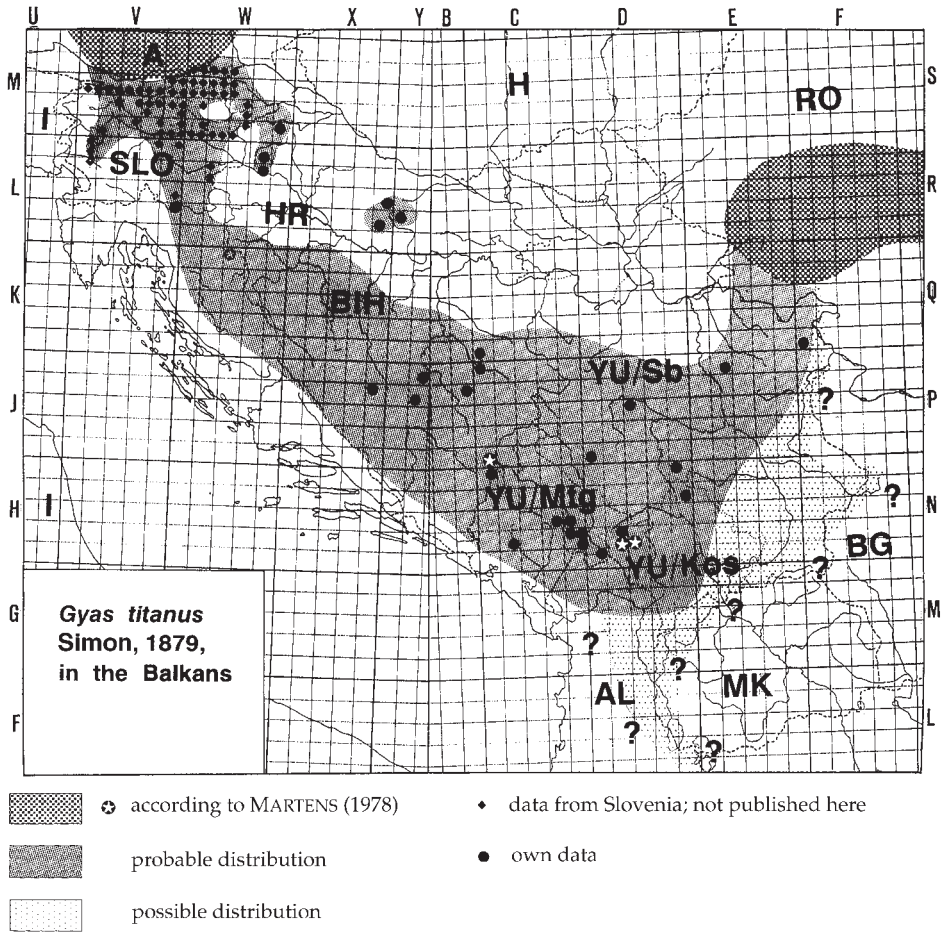 U V W X Y B C D E F
M S
A H RO
I
SLO
L R
HR
K Q
BIH
YU/Sb
J P
?
?
YU/Mtg
H I N
BG
YU/Kos ?
G ? M
Gyas titanus
Simon, 1879,
in the Balkans
?
?
AL MK
F L
?
?
according to MARTENS (1978)
data from Slovenia; not published here
probable distribution
own data
possible distribution